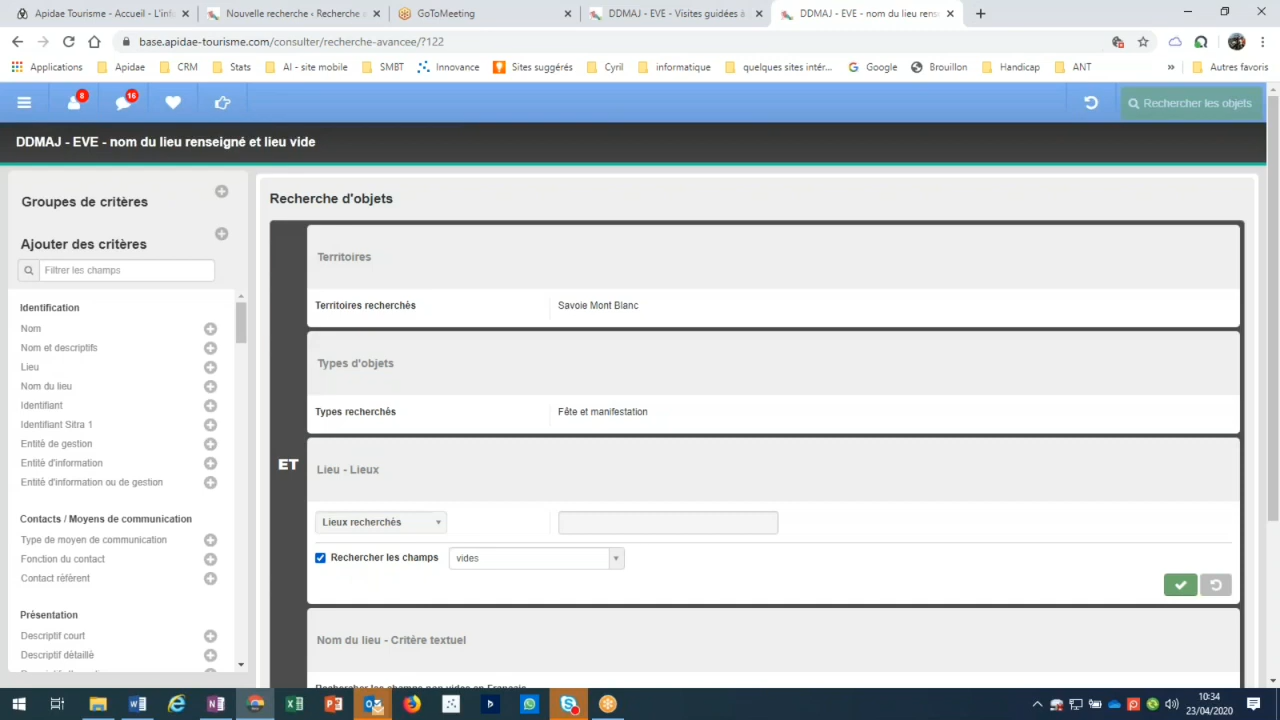 Apidae Tourisme - Accueil - L'inf
Nouvelle recherche ‹ Recherche
GoToMeeting
DDMAJ - EVE - Visites guidées à
DDMAJ - EVE - nom du lieu rens
base.apidae-tourisme.com/consulter/recherche-avancee/?122
Applications
Apidae
CRM
Stats
AI - site mobile
SMBT
Innovance
Sites suggérés
Cyril
informatique
quelques sites intér...
Google
Brouillon
Handicap
ANT
»
Autres favoris
8
16
Rechercher les objets
DDMAJ - EVE - nom du lieu renseigné et lieu vide
Groupes de critères
Ajouter des critères
Filtrer les champs
Identification
Nom
Nom et descriptifs
Lieu
Nom du lieu
Identifiant
Identifiant Sitra 1
Entité de gestion
Entité d'information
Entité d'information ou de gestion
Contacts / Moyens de communication
Type de moyen de communication
Fonction du contact
Contact référent
Présentation
Descriptif court
Descriptif détaillé
Recherche d'objets
Territoires
Territoires recherchés
Savoie Mont Blanc
Types d'objets
Types recherchés
Fête et manifestation
ET
Lieu - Lieux
Lieux recherchés
Rechercher les champs
vides
Nom du lieu - Critère textuel
Rechercher les champs non vides en Français
10:34
23/04/2020